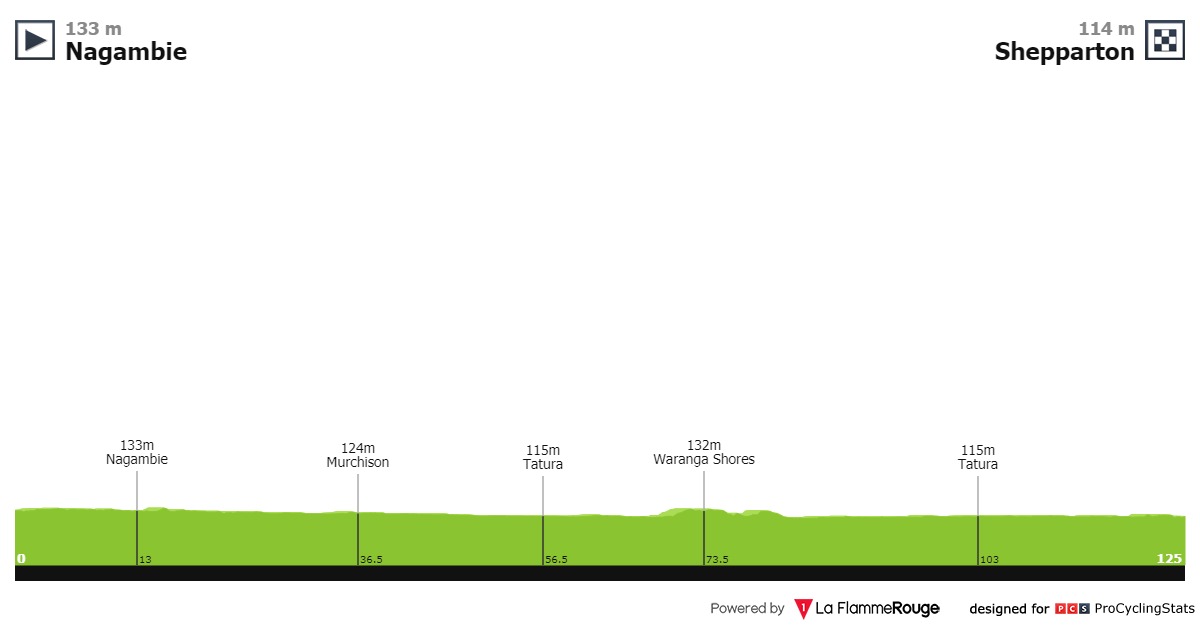 133 m
Nagambie
114 m
Shepparton
133m
Nagambie
124m
Murchison
115m
Tatura
132m
Waranga Shores
115m
Tatura
0
13
36.5
56.5
73.5
103
125
Powered by 1 La FlammeRouge
designed for PCS ProCyclingStats